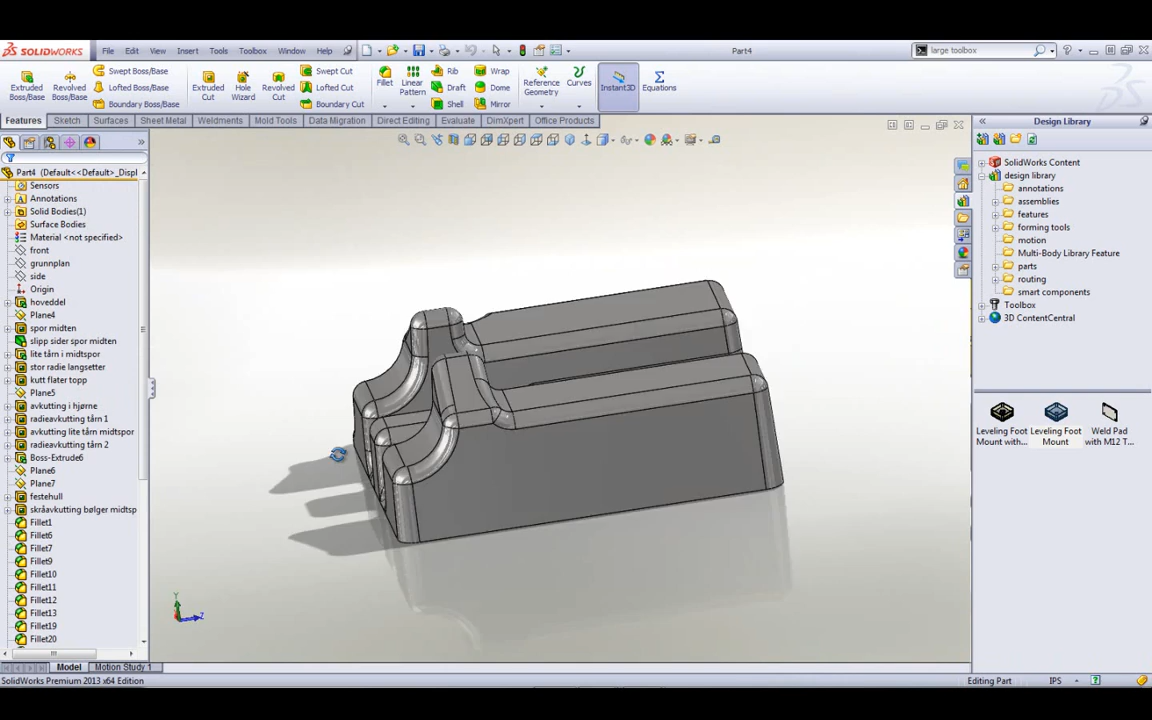 SOLIDWORKS File Edit View Insert Tools Toolbox Window Help Part4 large toolbox
Extruded Boss/Base
Revolved Boss/Base
Swept Boss/Base
Lofted Boss/Base
Boundary Boss/Base
Extruded Cut
Hole Wizard
Revolved Cut
Swept Cut
Lofted Cut
Boundary Cut
Fillet
Linear Pattern
Rib
Draft
Shell
Wrap
Dome
Mirror
Reference Geometry
Curves
Instant3D
Equations
Features Sketch Surfaces Sheet Metal Weldments Mold Tools Data Migration Direct Editing Evaluate DimXpert Office Products
Part4 (Default<<Default>_Displ
Sensors
Annotations
Solid Bodies(1)
Surface Bodies
Material <not specified>
front
grunnplan
side
Origin
hoveddel
Plane4
spor midten
slipp sider spor midten
lite tårn i midtspor
stor radie langsetter
kutt flater topp
Plane5
avkutting i hjørne
radieavkutting tårn 1
avkutting lite tårn midtspor
radieavkutting tårn 2
Boss-Extrude6
Plane6
Plane7
festehull
skråavkutting bølger midtsp
Fillet1
Fillet6
Fillet7
Fillet9
Fillet10
Fillet11
Fillet12
Fillet13
Fillet19
Fillet20
Y
Z
Design Library
SolidWorks Content
design library
annotations
assemblies
features
forming tools
motion
Multi-Body Library Feature
parts
routing
smart components
Toolbox
3D ContentCentral
Leveling Foot Mount with...
Leveling Foot Mount
Weld Pad with M12 T...
Model Motion Study 1
SolidWorks Premium 2013 x64 Edition Editing Part IPS